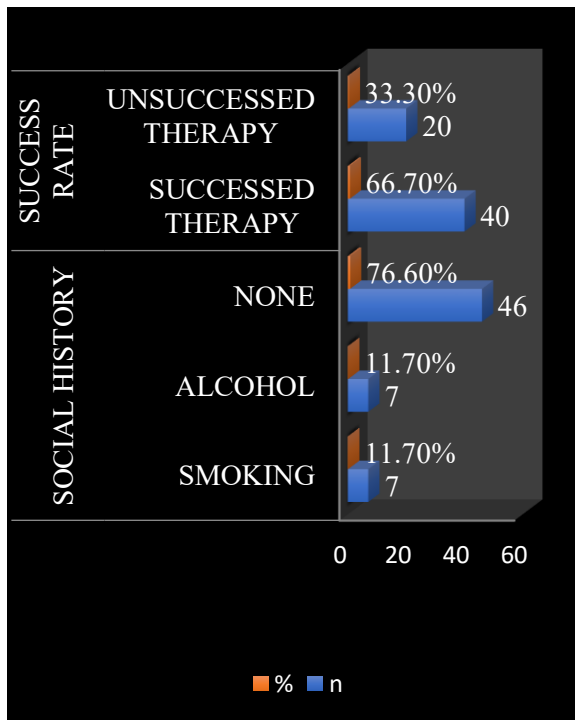 SUCCESS
RATE
UNSUCCESSED
THERAPY
33.30%
20
SUCCESSED
THERAPY
66.70%
40
SOCIAL HISTORY
NONE
76.60%
46
ALCOHOL
11.70%
7
SMOKING
11.70%
7
0 20 40 60
% n